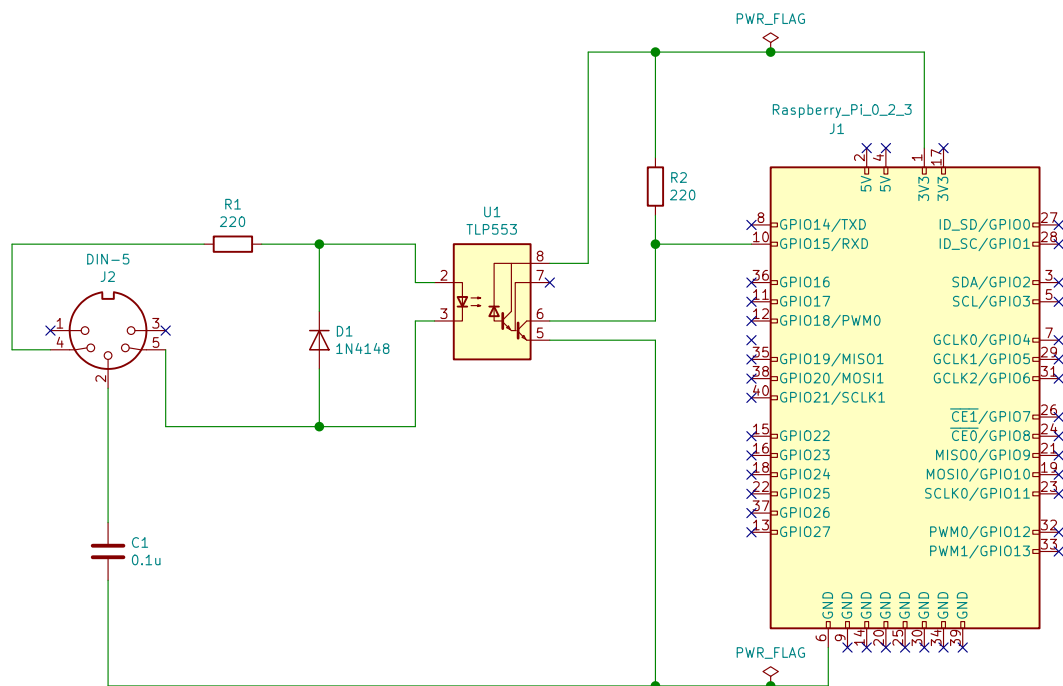 PWR_FLAG
Raspberry_Pi_0_2_3
J1
2 4 1 17
5V 5V 3V3 3V3
R2
220
R1
220
U1
TLP553
8 GPIO14/TXD
10 GPIO15/RXD
36 GPIO16
11 GPIO17
12 GPIO18/PWM0
35 GPIO19/MISO1
38 GPIO20/MOSI1
40 GPIO21/SCLK1
15 GPIO22
16 GPIO23
18 GPIO24
22 GPIO25
37 GPIO26
13 GPIO27
ID_SD/GPIO0 27
ID_SC/GPIO1 28
SDA/GPIO2 3
SCL/GPIO3 5
GCLK0/GPIO4 7
GCLK1/GPIO5 29
GCLK2/GPIO6 31
CE1/GPIO7 26
CE0/GPIO8 24
MISO0/GPIO9 21
MOSI0/GPIO10 19
SCLK0/GPIO11 23
PWM0/GPIO12 32
PWM1/GPIO13 33
DIN-5
J2
1 3
4 5
2
2 8
7
3 6
5
D1
1N4148
C1
0.1u
GND GND GND GND GND GND GND GND
6 9 14 20 25 30 34 39
PWR_FLAG